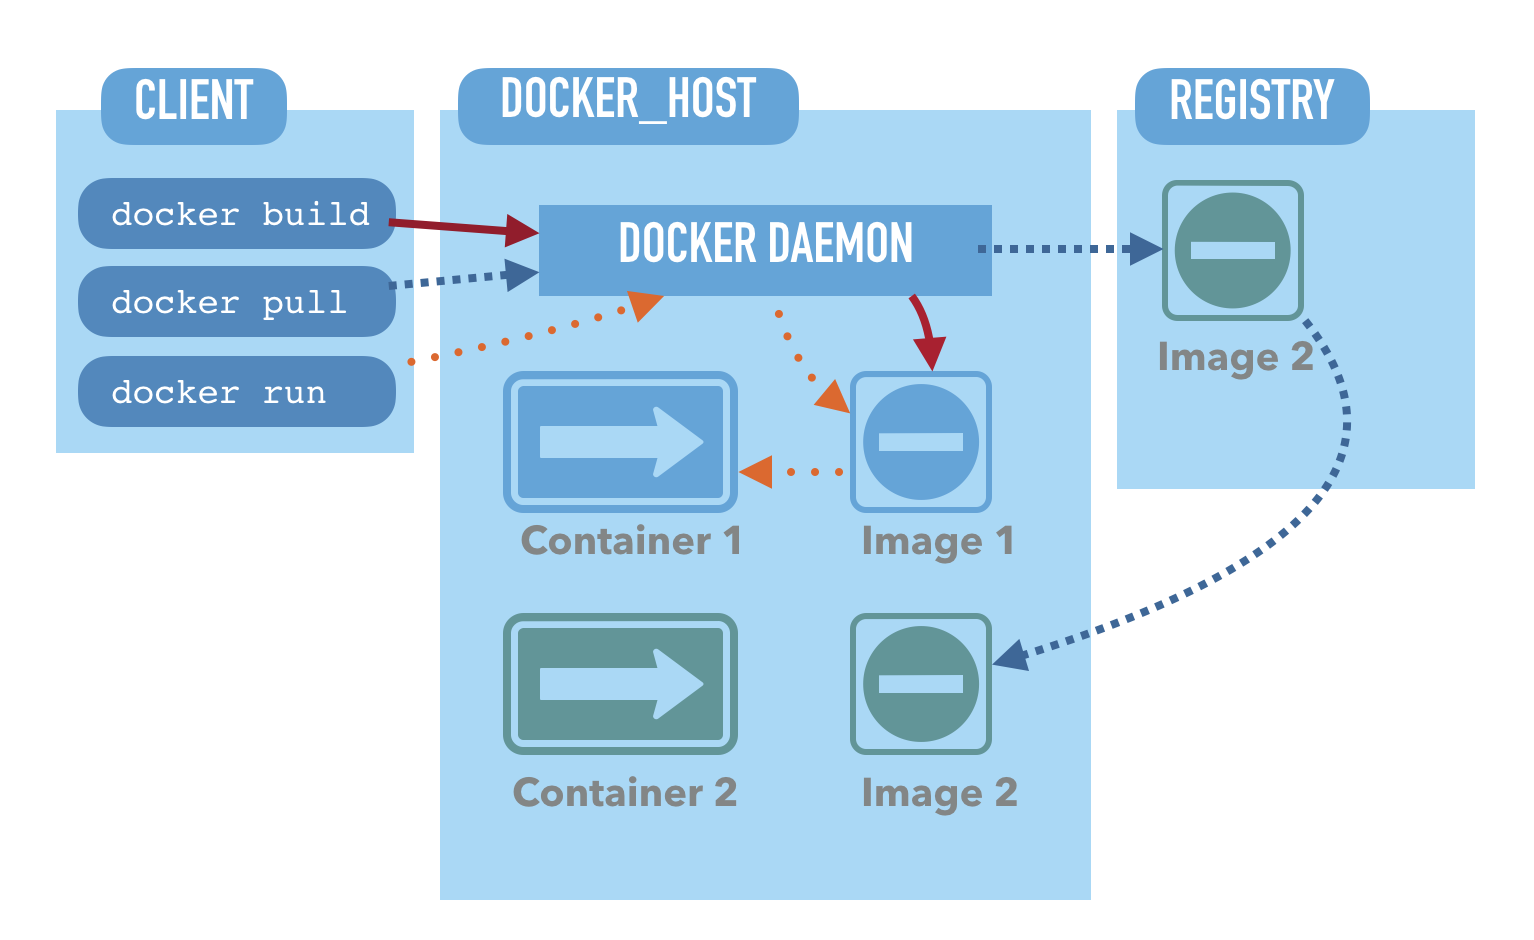 CLIENT
docker build
docker pull
docker run
DOCKER_HOST
DOCKER DAEMON
Container 1
Image 1
Container 2
Image 2
REGISTRY
Image 2